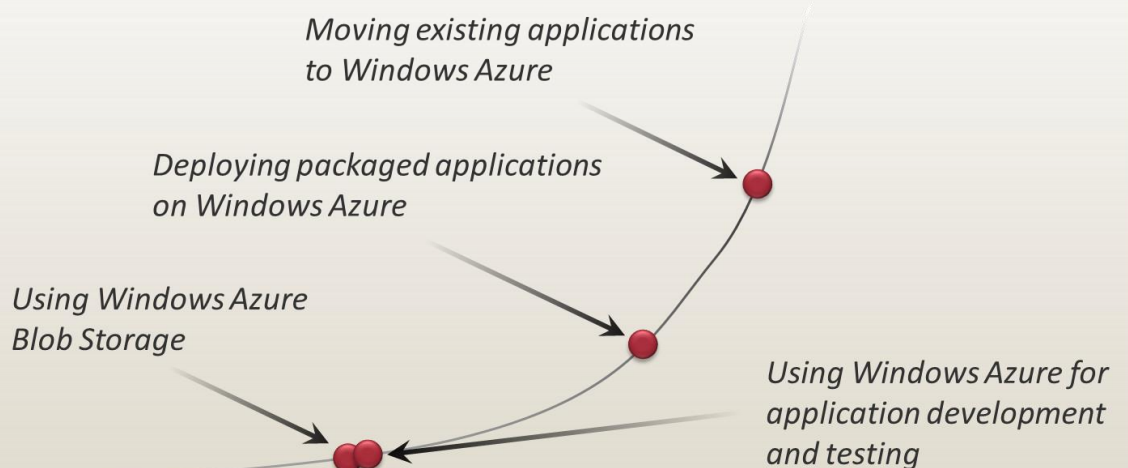 Moving existing applications
to Windows Azure
Deploying packaged applications
on Windows Azure
Using Windows Azure
Blob Storage
Using Windows Azure for
application development
and testing